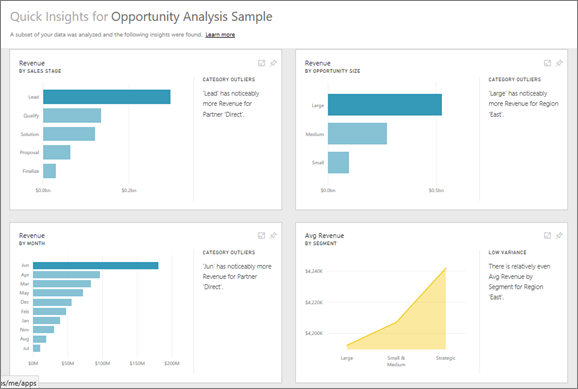 Quick Insights for Opportunity Analysis Sample
A subset of your data was analyzed and the following insights were found. Learn more
Revenue
BY SALES STAGE
Lead
Qualify
Solution
Proposal
Finalize
$0.0bn $0.2bn
CATEGORY OUTLIERS
'Lead' has noticeably
more Revenue for
Partner 'Direct'.
Revenue
BY OPPORTUNITY SIZE
Large
Medium
Small
$0.0bn $0.5bn
CATEGORY OUTLIERS
'Large' has noticeably
more Revenue for Region
'East'.
Revenue
BY MONTH
Jun
Apr
Mar
May
Dec
Feb
Jan
Nov
Aug
Jul
$0M $50M $100M $150M $200M
CATEGORY OUTLIERS
'Jun' has noticeably more
Revenue for Partner
'Direct'.
Avg Revenue
BY SEGMENT
$4,240K
$4,220K
$4,200K
Large Small & Strategic
Medium
LOW VARIANCE
There is relatively even
Avg Revenue by
Segment for Region
'East'.
ps/me/apps